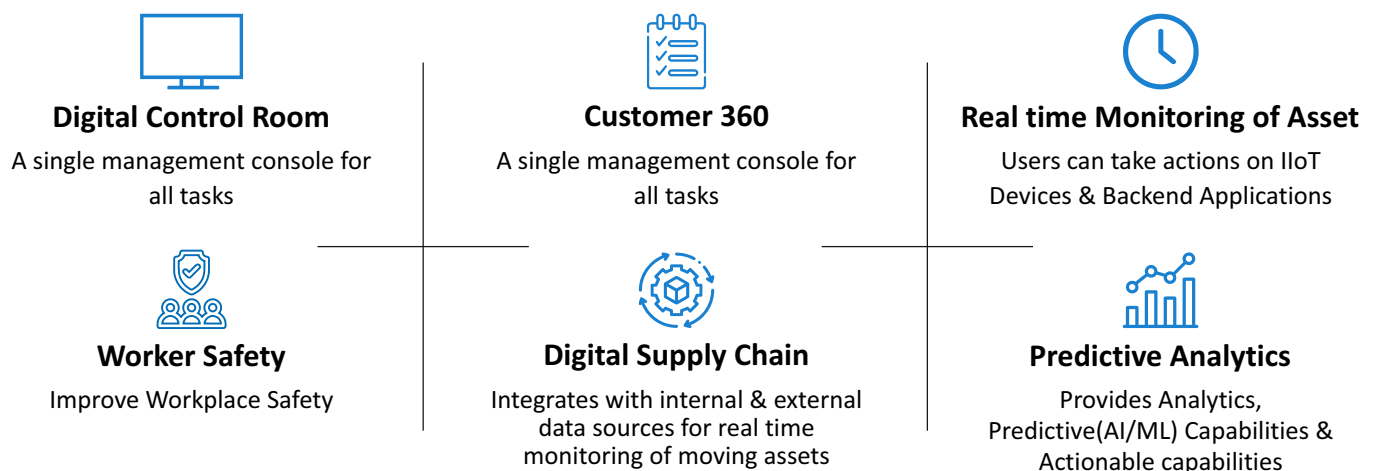 Digital Control Room
A single management console for
all tasks
Customer 360
A single management console for
all tasks
Real time Monitoring of Asset
Users can take actions on IIoT
Devices & Backend Applications
Worker Safety
Improve Workplace Safety
Digital Supply Chain
Integrates with internal & external
data sources for real time
monitoring of moving assets
Predictive Analytics
Provides Analytics,
Predictive(AI/ML) Capabilities &
Actionable capabilities